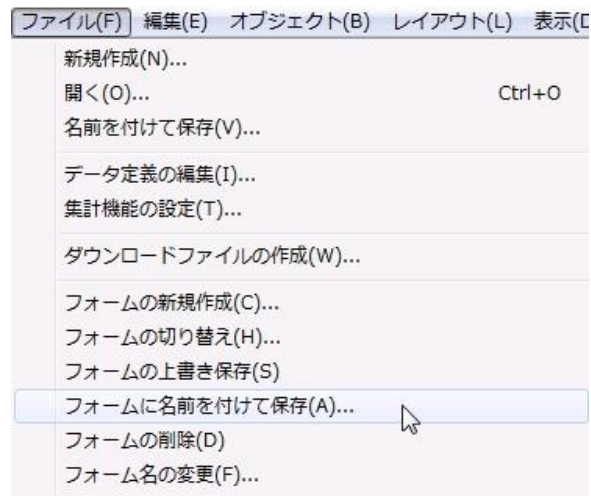 ファイル(F) 編集(E) オブジェクト(B) レイアウト(L) 表示(D
新規作成(N)...
開く(O)... Ctrl+O
名前を付けて保存(V)...
データ定義の編集(I)...
集計機能の設定(T)...
ダウンロードファイルの作成(W)...
フォームの新規作成(C)...
フォームの切り替え(H)...
フォームの上書き保存(S)
フォームに名前を付けて保存(A)...
フォームの削除(D)
フォーム名の変更(F)...